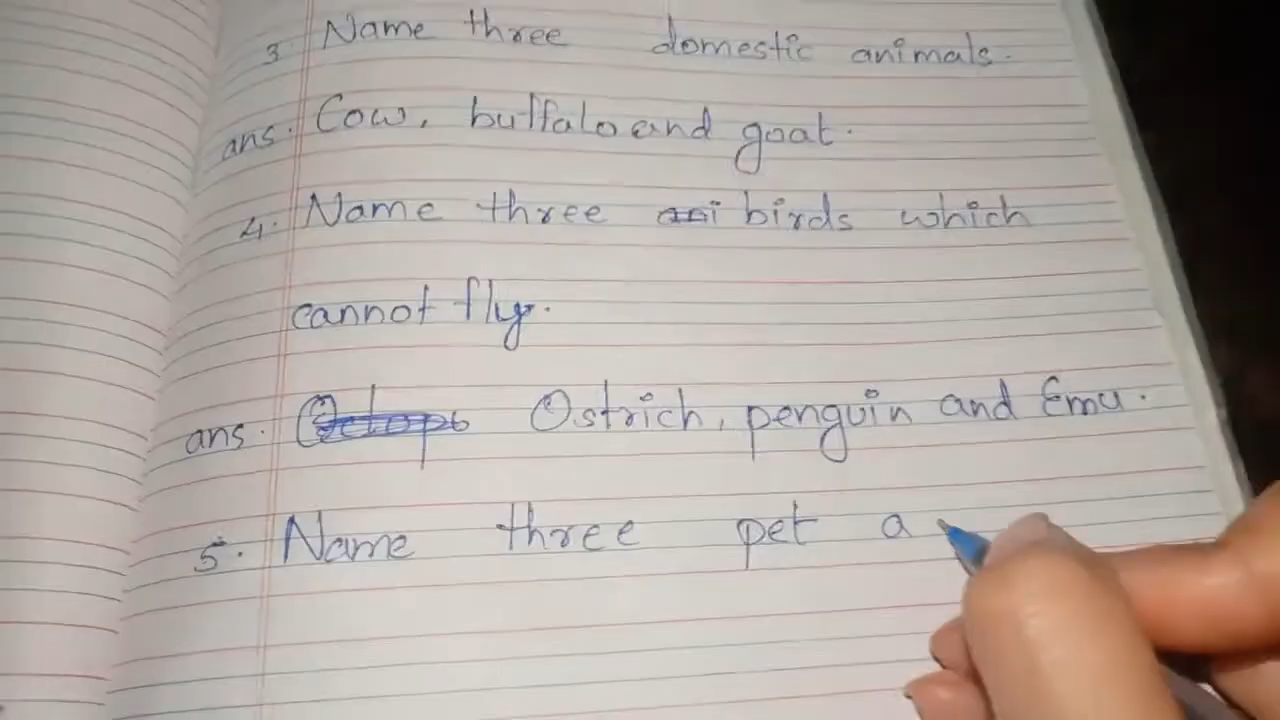 3. Name three domestic animals.
ans. Cow, buffalo and goat.
4. Name three ani birds which
cannot fly.
ans. Ostrich, penguin and Emu.
5. Name three pet a